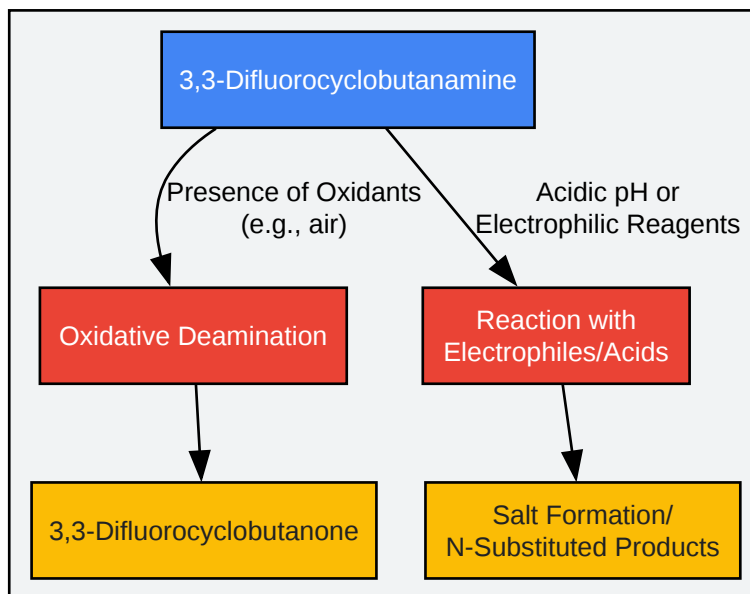 3,3-Difluorocyclobutanamine
Presence of Oxidants
(e.g., air)
Acidic pH or
Electrophilic Reagents
Oxidative Deamination
Reaction with
Electrophiles/Acids
3,3-Difluorocyclobutanone
Salt Formation/
N-Substituted Products